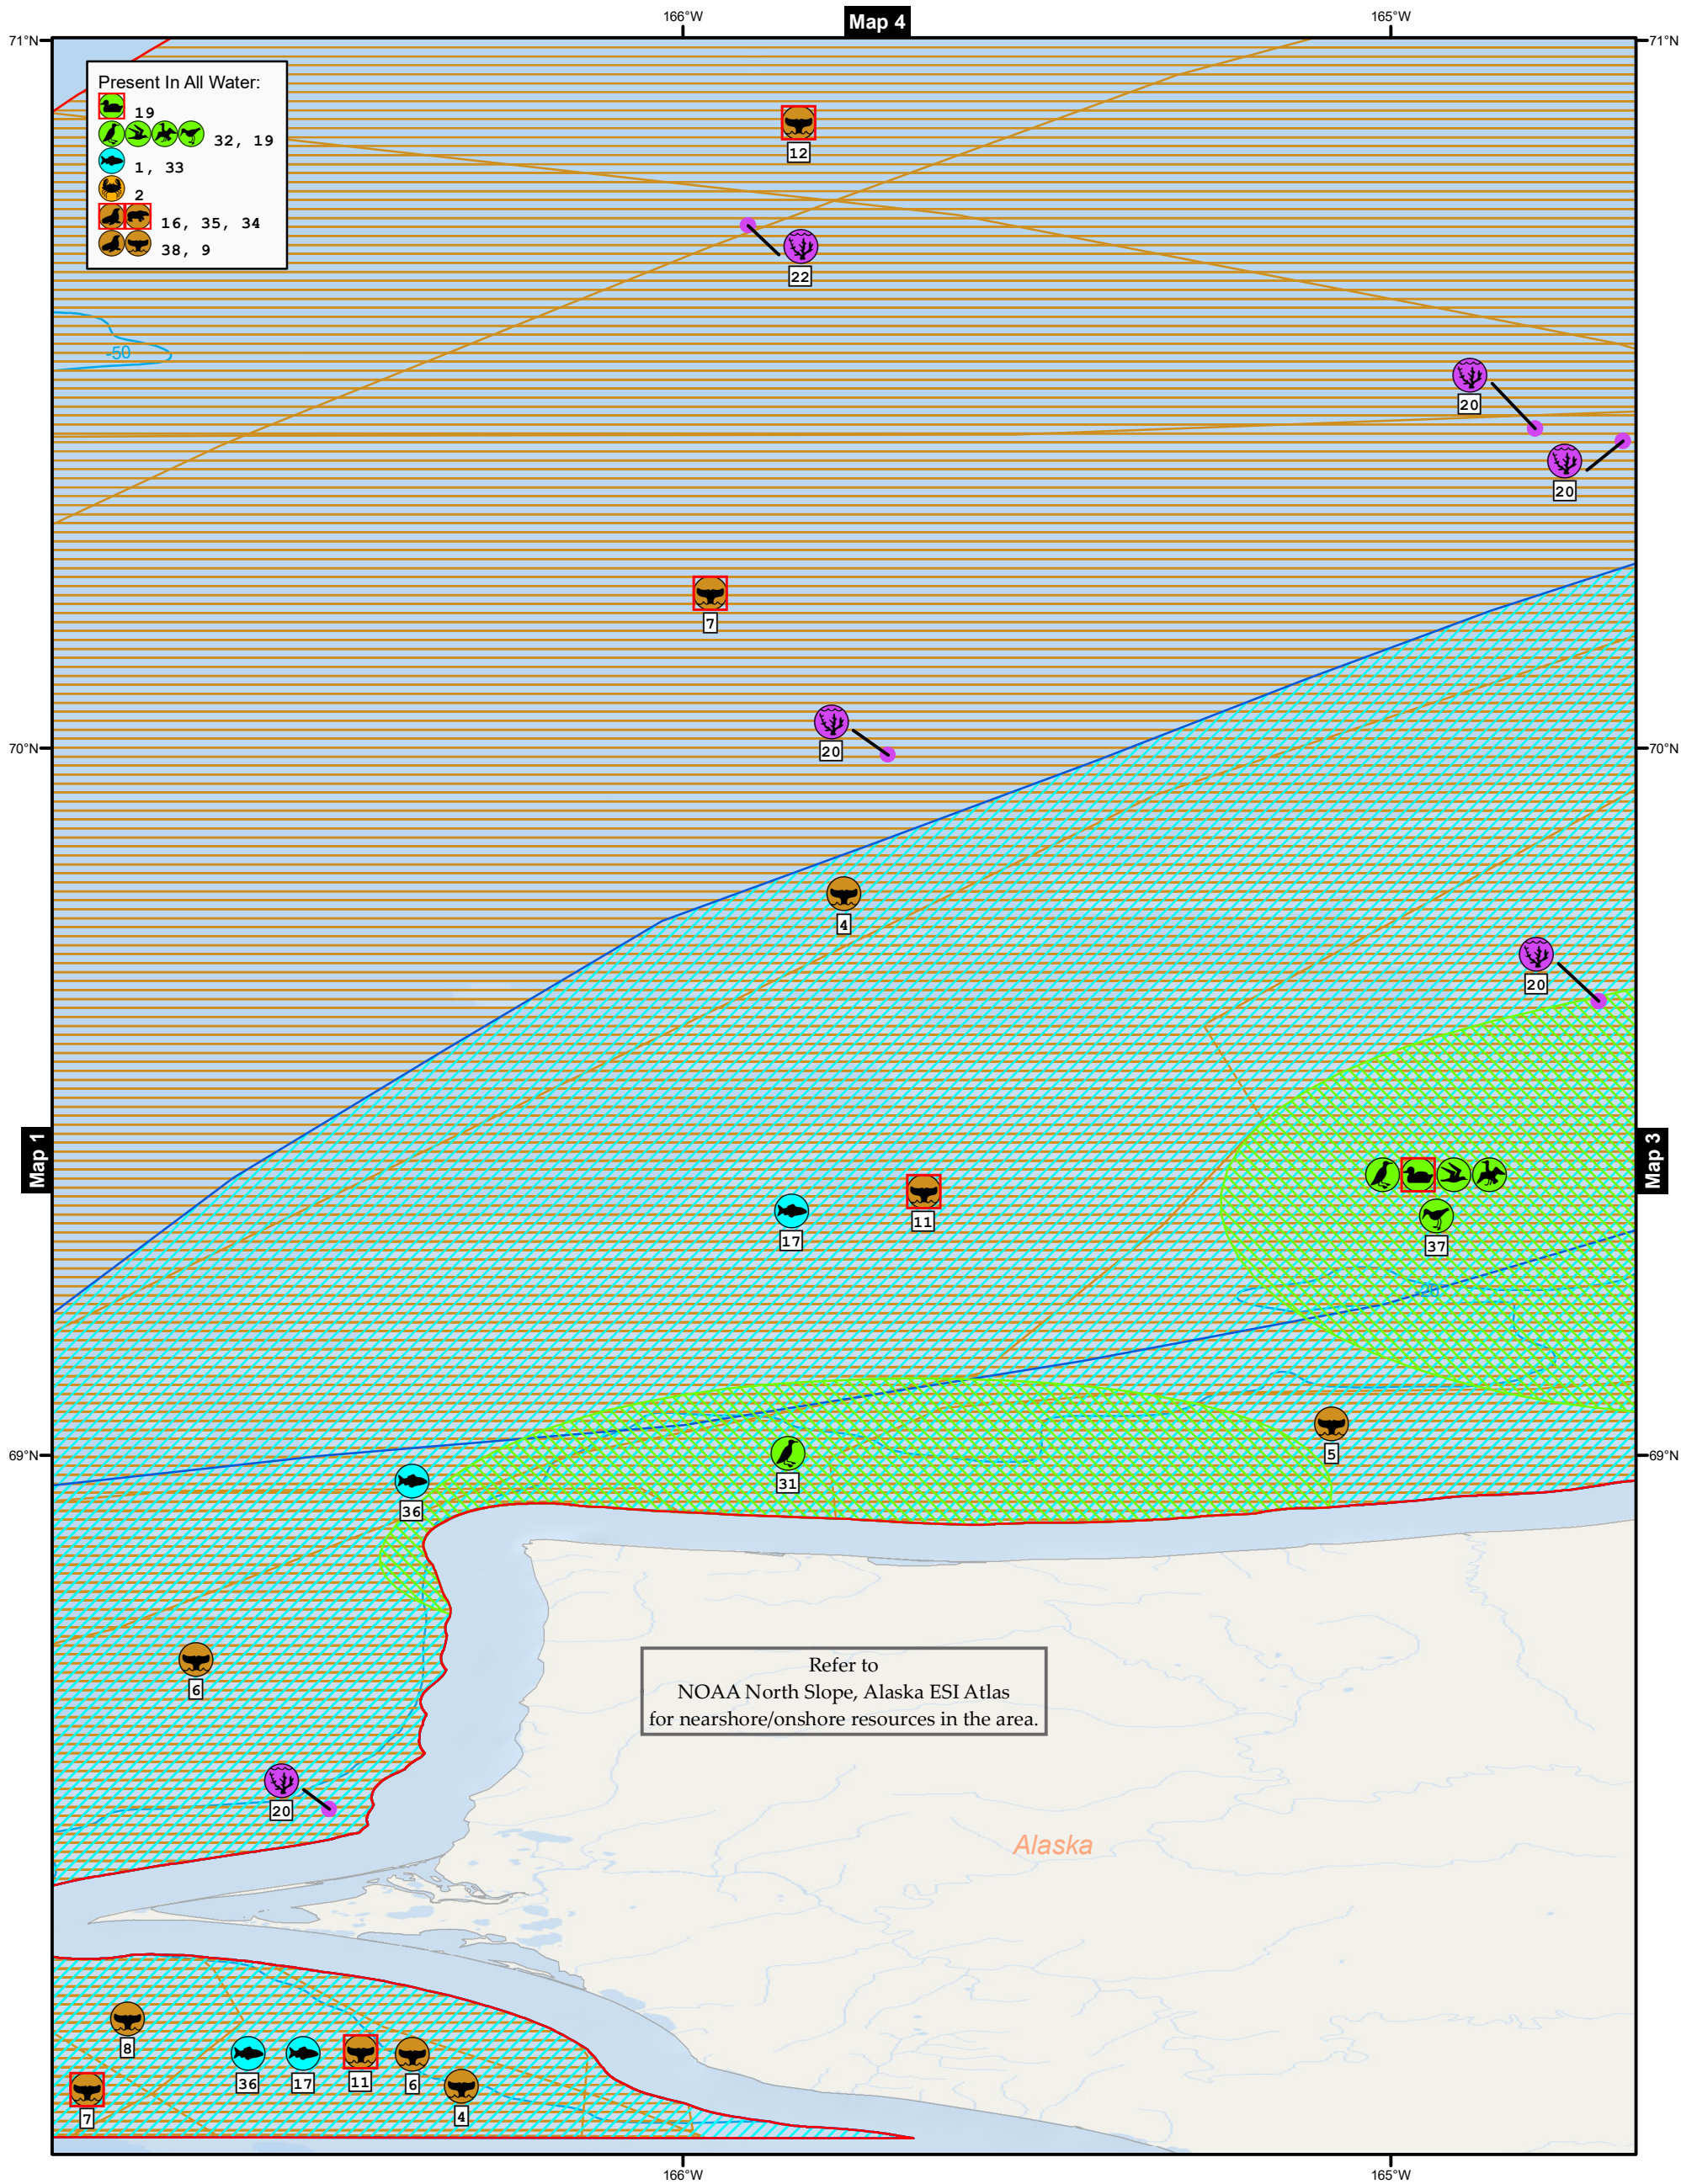 166°W
Map 4
165°W
71°N
71°N
Present In All Water:
19
32, 19
1, 33
2
16, 35, 34
38, 9
12
22
-50
20
20
7
20
70°N
70°N
4
20
Map 1
Map 3
17
11
37
69°N
69°N
31
5
36
Refer to
NOAA North Slope, Alaska ESI Atlas
for nearshore/onshore resources in the area.
6
20
Alaska
8
36
17
11
6
7
4
166°W
165°W